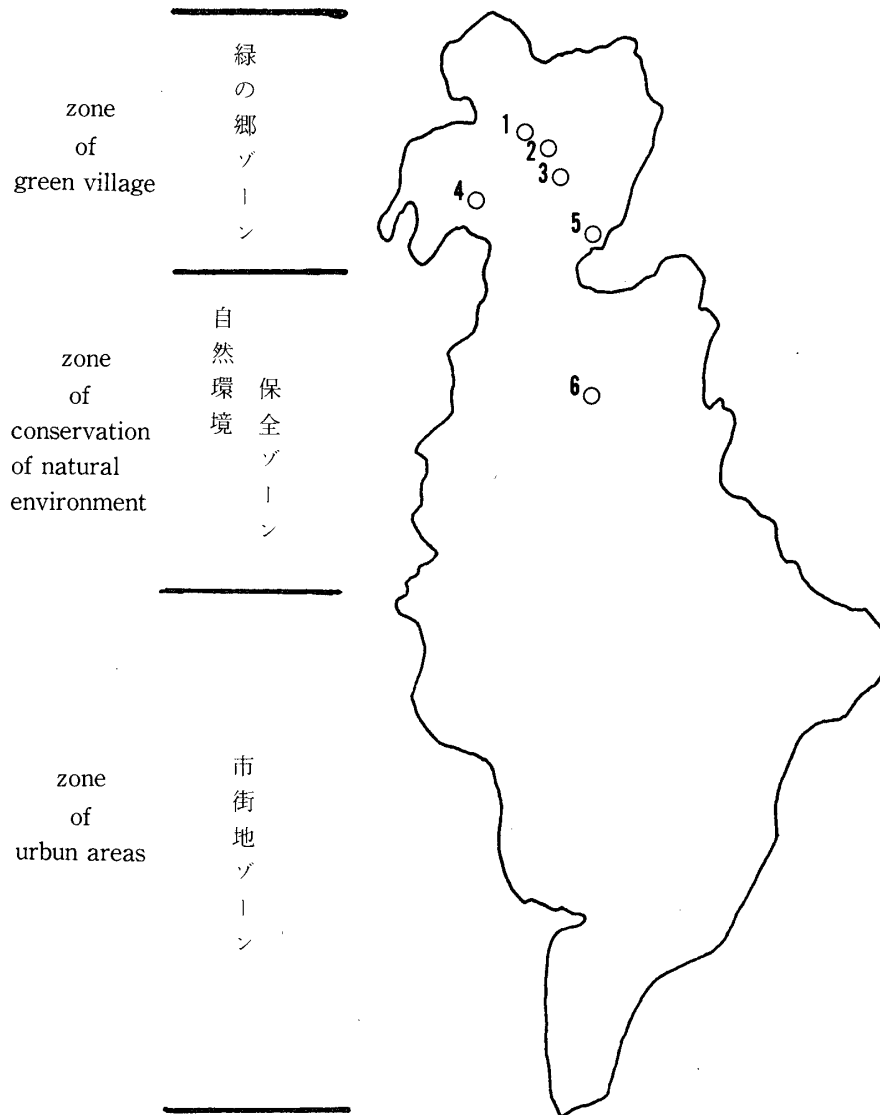 zone
of
green village
緑の郷ゾーン
1
2
3
4
5
zone
of
conservation
of natural
environment
自然環境
保全ゾーン
6
zone
of
urbun areas
市街地ゾーン